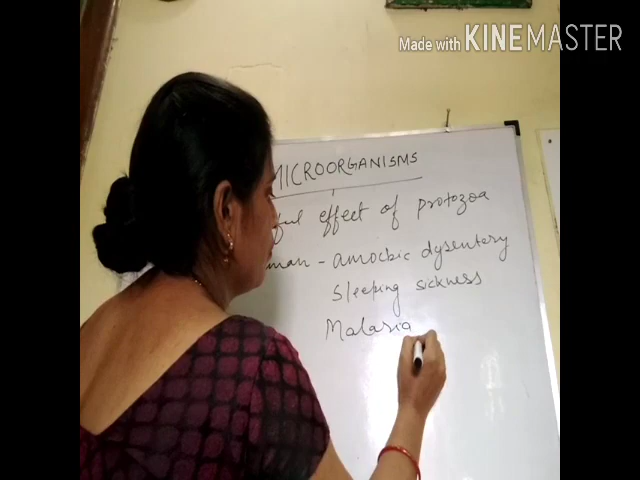 Made with KINEMASTER
MICROORGANISMS
effect of protozoa
- amoebic dysentery
Sleeping sickness
Malaria